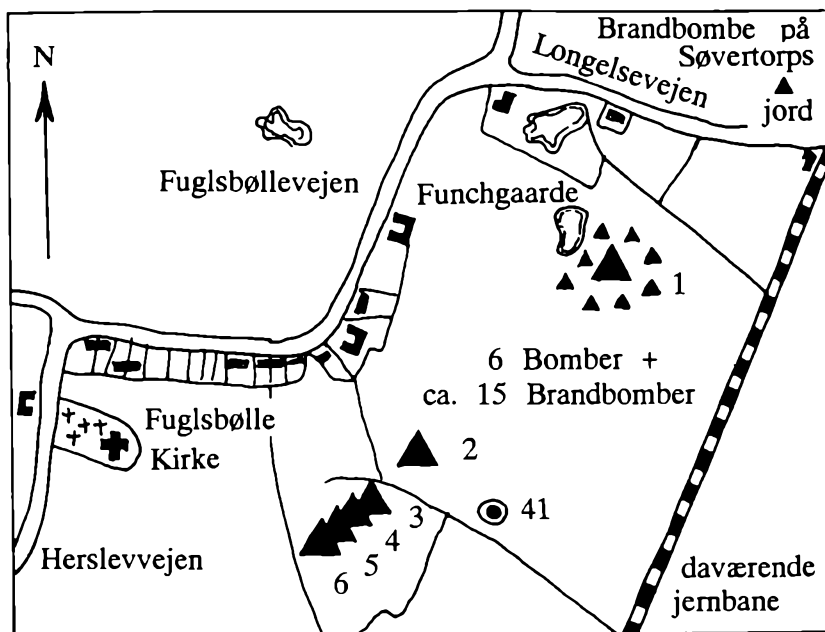 N
Brandbombe på
Søvertorps
jord
Longelsevejen
Fuglsbøllevejen
Funchgaarde
1
6 Bomber +
ca. 15 Brandbomber
Fuglsbølle
Kirke
2
3
4
5
6
41
Herslevvejen
daværende
jernbane